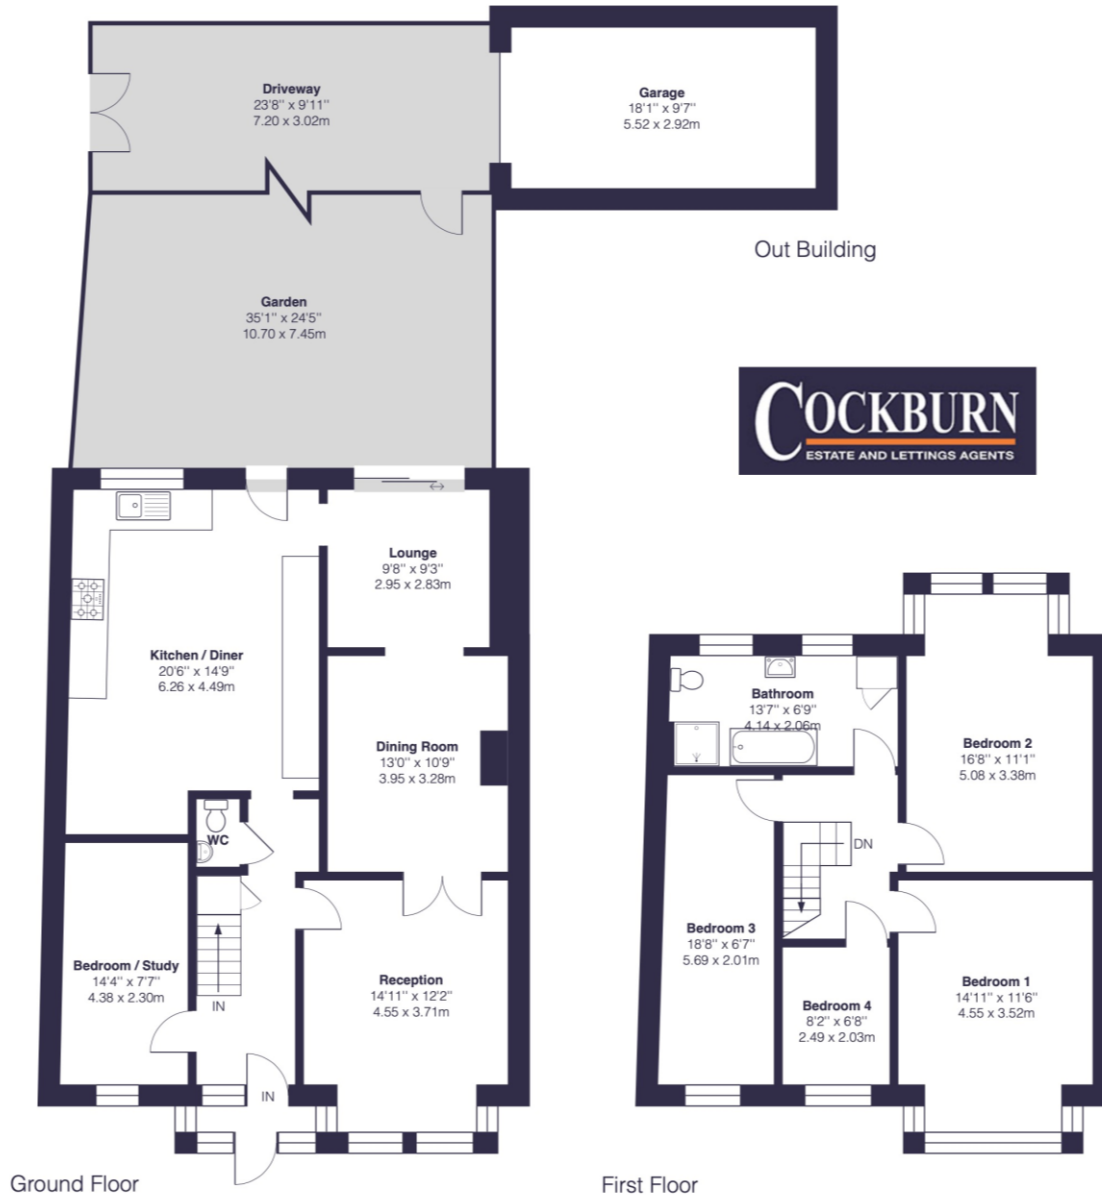 Driveway
23'8'' x 9'11''
7.20 x 3.02m
Garage
18'1'' x 9'7''
5.52 x 2.92m
Out Building
Garden
35'1'' x 24'5''
10.70 x 7.45m
COCKBURN
ESTATE AND LETTINGS AGENTS
Lounge
9'8'' x 9'3''
2.95 x 2.83m
Kitchen / Diner
20'6'' x 14'9''
6.26 x 4.49m
Dining Room
13'0'' x 10'9''
3.95 x 3.28m
WC
Bedroom / Study
14'4'' x 7'7''
4.38 x 2.30m
IN
Reception
14'11'' x 12'2''
4.55 x 3.71m
IN
Ground Floor
Bathroom
13'7'' x 6'9''
4.14 x 2.06m
Bedroom 2
16'8'' x 11'1''
5.08 x 3.38m
DN
Bedroom 3
18'8'' x 6'7''
5.69 x 2.01m
Bedroom 4
8'2'' x 6'8''
2.49 x 2.03m
Bedroom 1
14'11'' x 11'6''
4.55 x 3.52m
First Floor